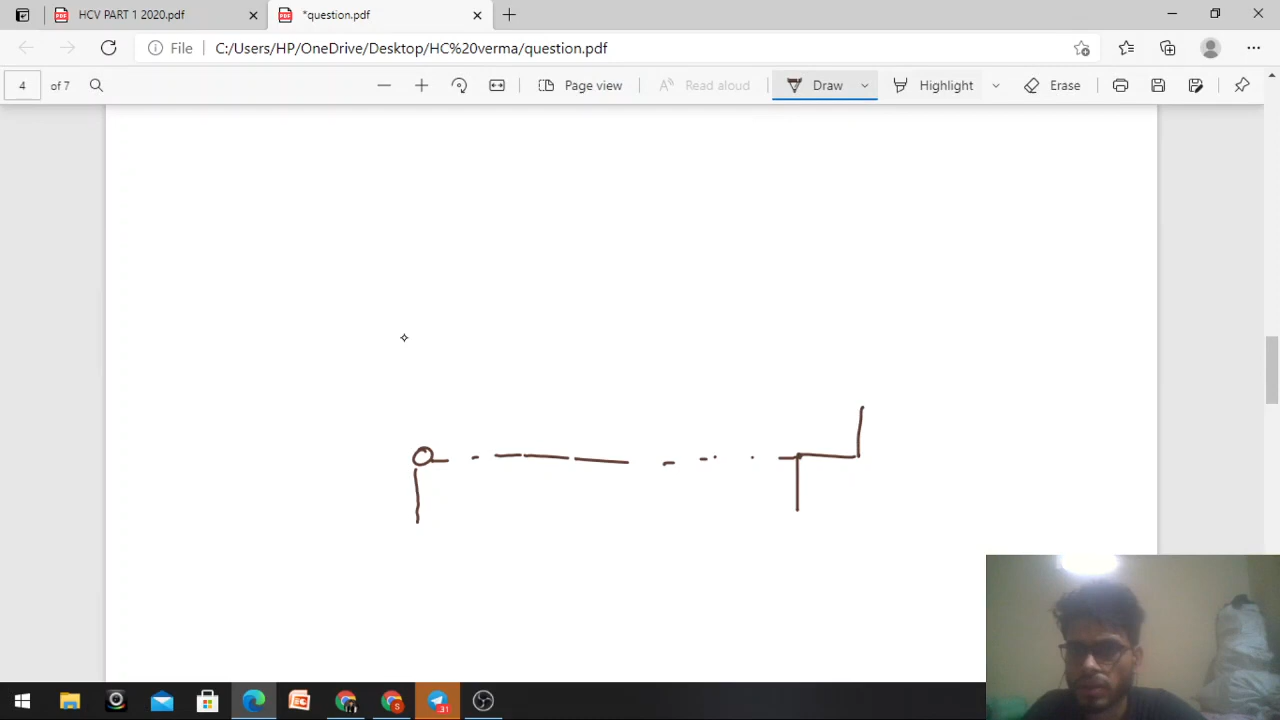 HCV PART 1 2020.pdf
*question.pdf
File
C:/Users/HP/OneDrive/Desktop/HC%20verma/question.pdf
4 of 7
Page view
Read aloud
Draw
Highlight
Erase
31